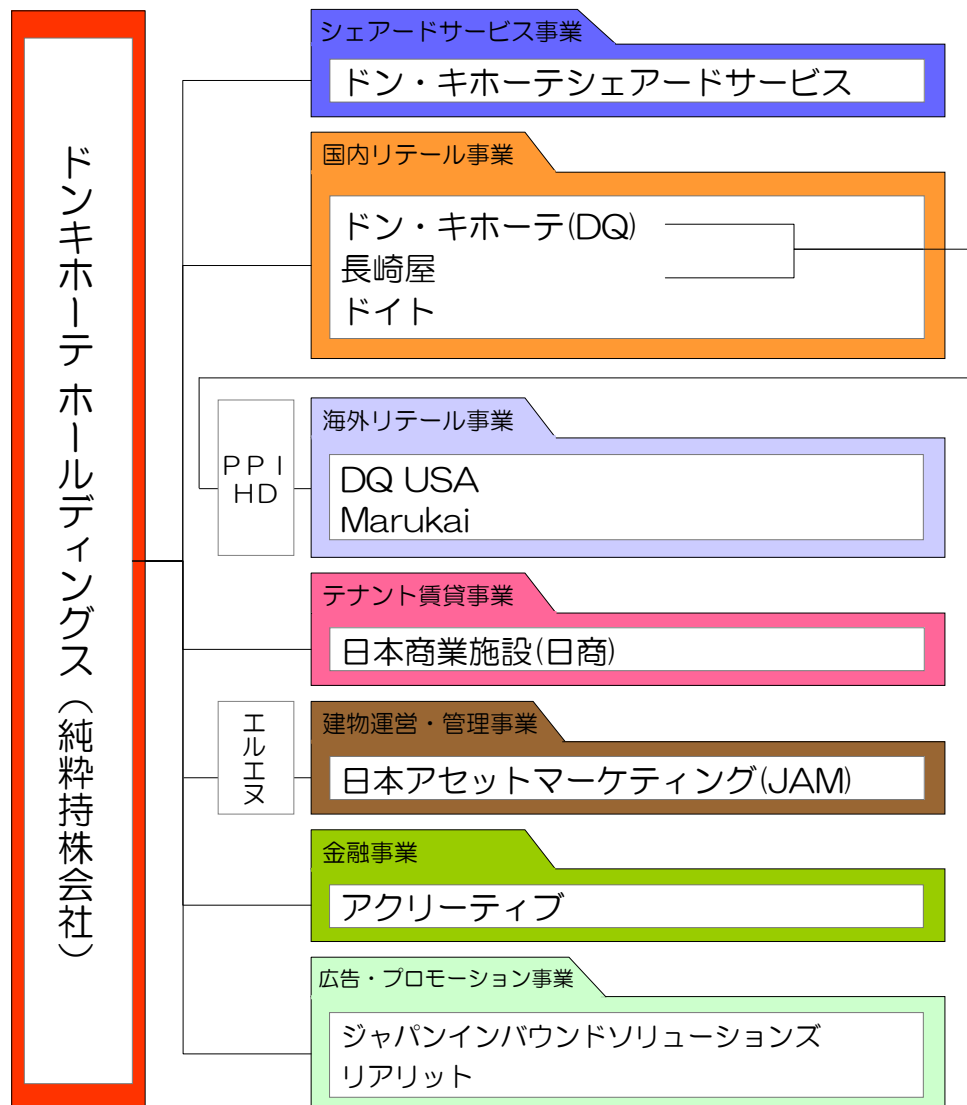 ドンキホーテ ホールディングス（純粋持株会社）
シェアードサービス事業
ドン・キホーテシェアードサービス
国内リテール事業
ドン・キホーテ(DQ)
長崎屋
ドイト
ＰＰＩ
ＨＤ
海外リテール事業
DQ USA
Marukai
テナント賃貸事業
日本商業施設(日商)
エルエヌ
建物運営・管理事業
日本アセットマーケティング(JAM)
金融事業
アクリーティブ
広告・プロモーション事業
ジャパンインバウンドソリューションズ
リアリット